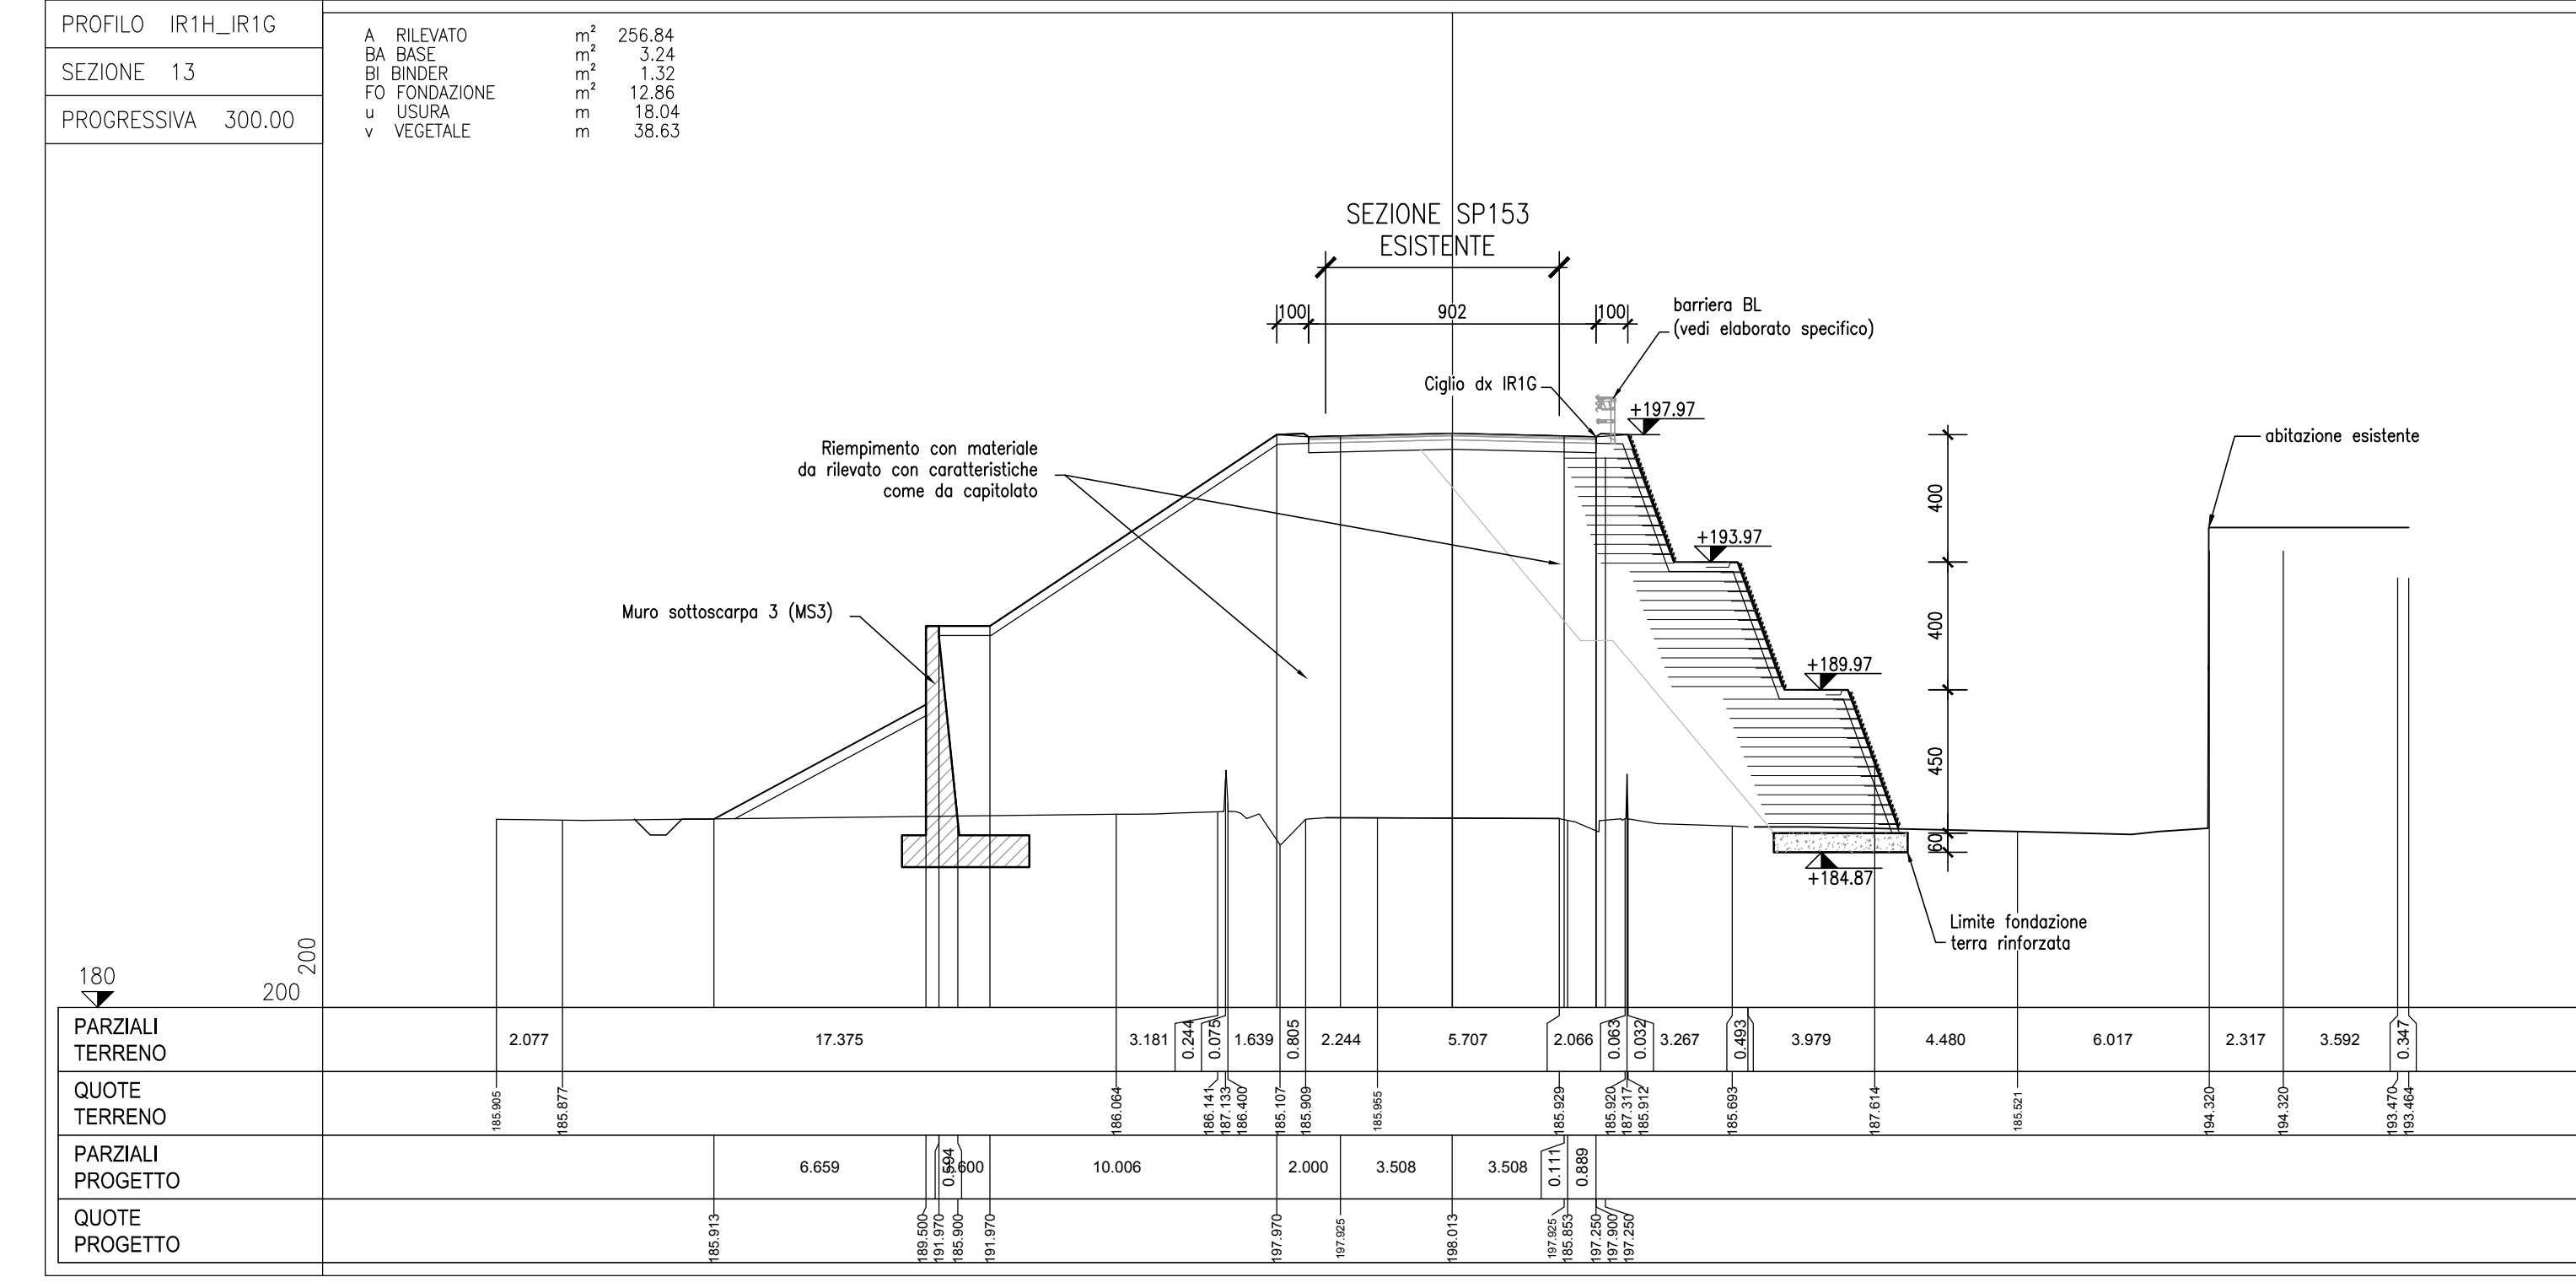 PROFILO IR1H_IR1G
SEZIONE 13
PROGRESSIVA 300.00
A RILEVATO m² 256.84
BA BASE m² 3.24
BI BINDER m² 1.32
FO FONDAZIONE m² 12.86
u USURA m 18.04
v VEGETALE m 38.63
SEZIONE SP153
ESISTENTE
100 902 100
barriera BL
(vedi elaborato specifico)
Ciglio dx IR1G
+197.97
Riempimento con materiale
da rilevato con caratteristiche
come da capitolato
abitazione esistente
400
+193.97
Muro sottoscarpa 3 (MS3)
400
+189.97
450
60
+184.87
Limite fondazione
terra rinforzata
180
200
200
PARZIALI
TERRENO
2.077 17.375 3.181 0.244 0.075 1.639 0.805 2.244 5.707 2.066 0.063 0.032 3.267 0.493 3.979 4.480 6.017 2.317 3.592 0.347
QUOTE
TERRENO
185.905 185.877 186.064 186.141 187.133 186.400 185.107 185.909 185.955 185.929 185.920 187.317 185.912 185.693 187.614 185.521 194.320 194.320 193.470 193.464
PARZIALI
PROGETTO
6.659 0.594 .600 10.006 2.000 3.508 3.508 0.111 0.889
QUOTE
PROGETTO
185.913 189.500 191.970 185.900 191.970 197.970 197.925 198.013 197.925 185.853 197.250 197.900 197.250